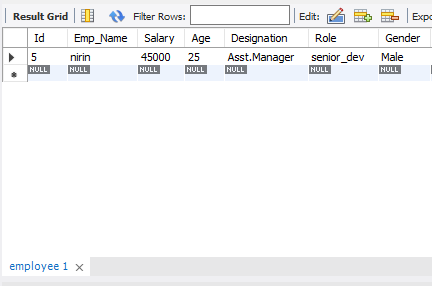 Result Grid Filter Rows: Edit: Expo
Id Emp_Name Salary Age Designation Role Gender
5 nirin 45000 25 Asst.Manager senior_dev Male
NULL NULL NULL NULL NULL NULL NULL
employee 1